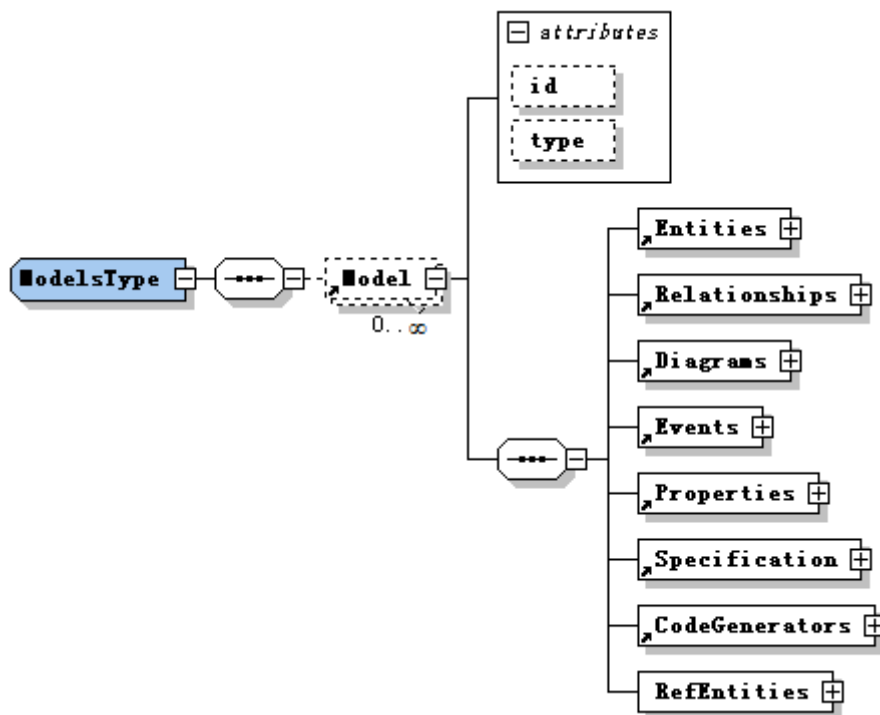 attributes
id
type
ModelsType
Model
0..∞
Entities
Relationships
Diagrams
Events
Properties
Specification
CodeGenerators
RefEntities